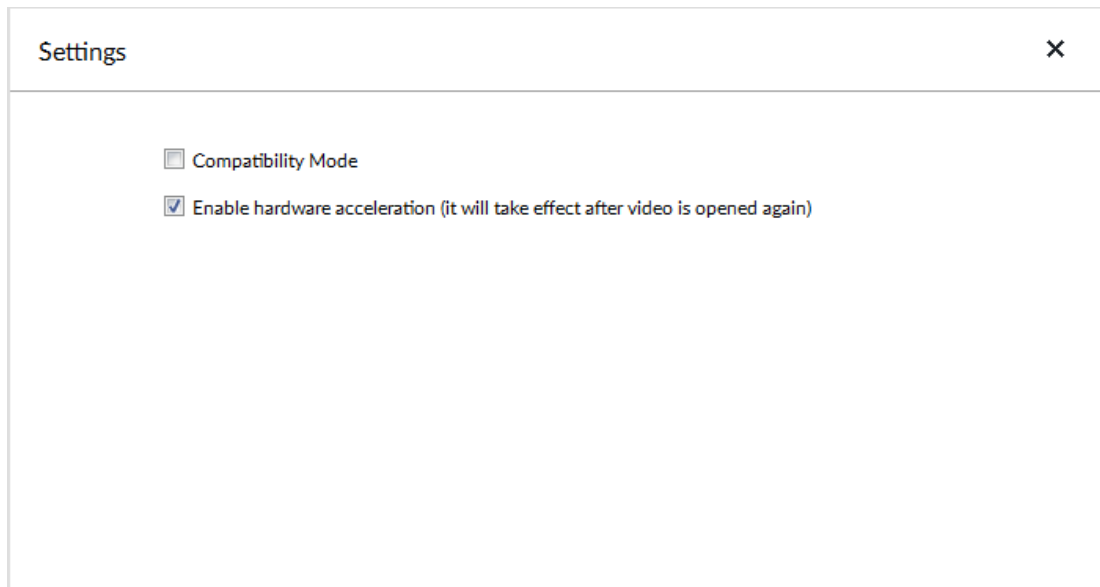 Settings
Compatibility Mode
Enable hardware acceleration (it will take effect after video is opened again)